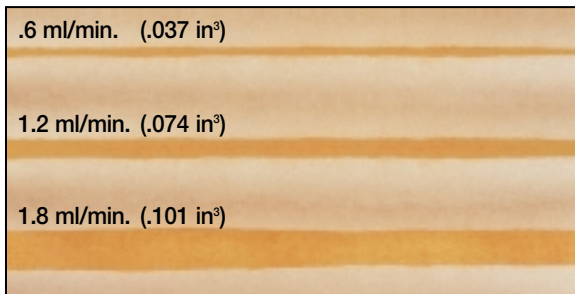 .6 ml/min. (.037 in³)
1.2 ml/min. (.074 in³)
1.8 ml/min. (.101 in³)